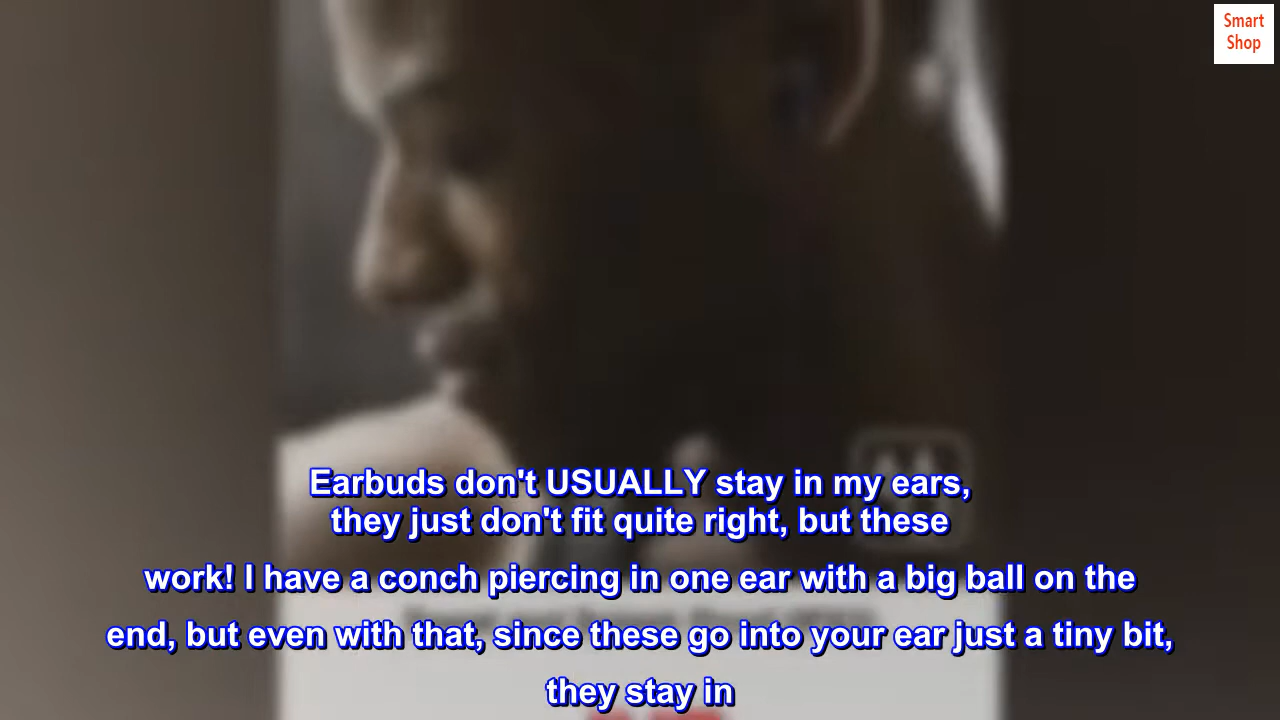 Smart
Shop
Earbuds don't USUALLY stay in my ears,
they just don't fit quite right, but these
work! I have a conch piercing in one ear with a big ball on the
end, but even with that, since these go into your ear just a tiny bit,
they stay in